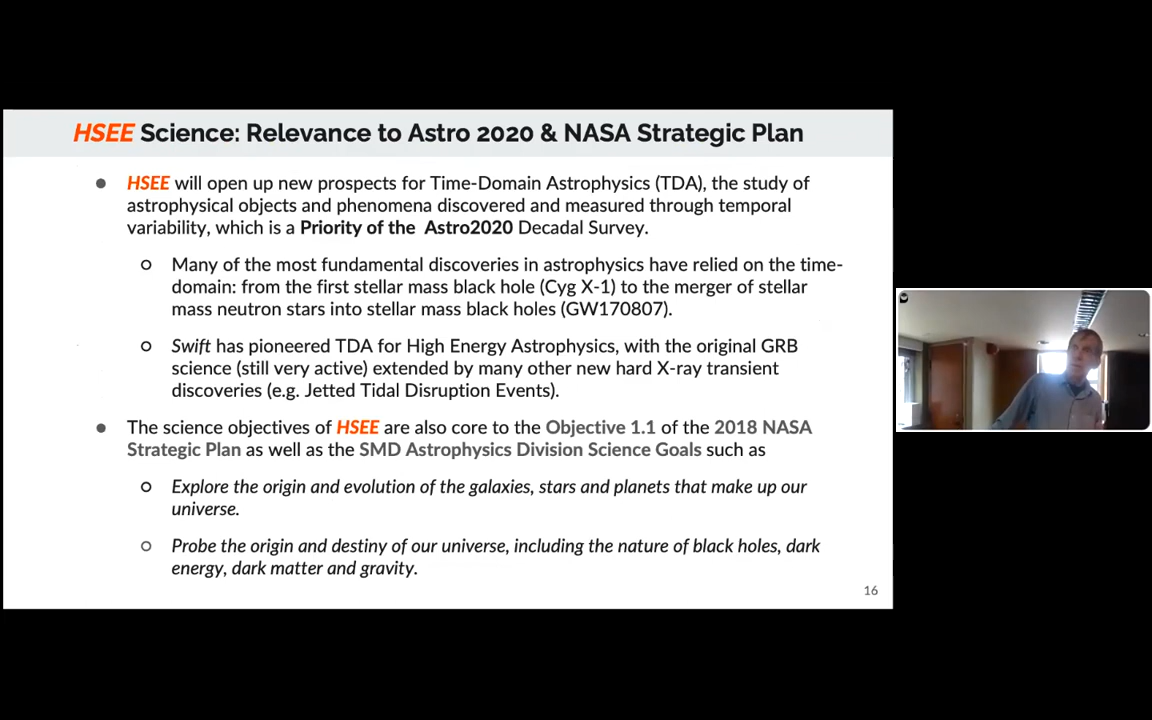 HSEE Science: Relevance to Astro 2020 & NASA Strategic Plan
● HSEE will open up new prospects for Time-Domain Astrophysics (TDA), the study of
astrophysical objects and phenomena discovered and measured through temporal
variability, which is a Priority of the Astro2020 Decadal Survey.
○ Many of the most fundamental discoveries in astrophysics have relied on the time-
domain: from the first stellar mass black hole (Cyg X-1) to the merger of stellar
mass neutron stars into stellar mass black holes (GW170807).
○ Swift has pioneered TDA for High Energy Astrophysics, with the original GRB
science (still very active) extended by many other new hard X-ray transient
discoveries (e.g. Jetted Tidal Disruption Events).
● The science objectives of HSEE are also core to the Objective 1.1 of the 2018 NASA
Strategic Plan as well as the SMD Astrophysics Division Science Goals such as
○ Explore the origin and evolution of the galaxies, stars and planets that make up our
universe.
○ Probe the origin and destiny of our universe, including the nature of black holes, dark
energy, dark matter and gravity.
16